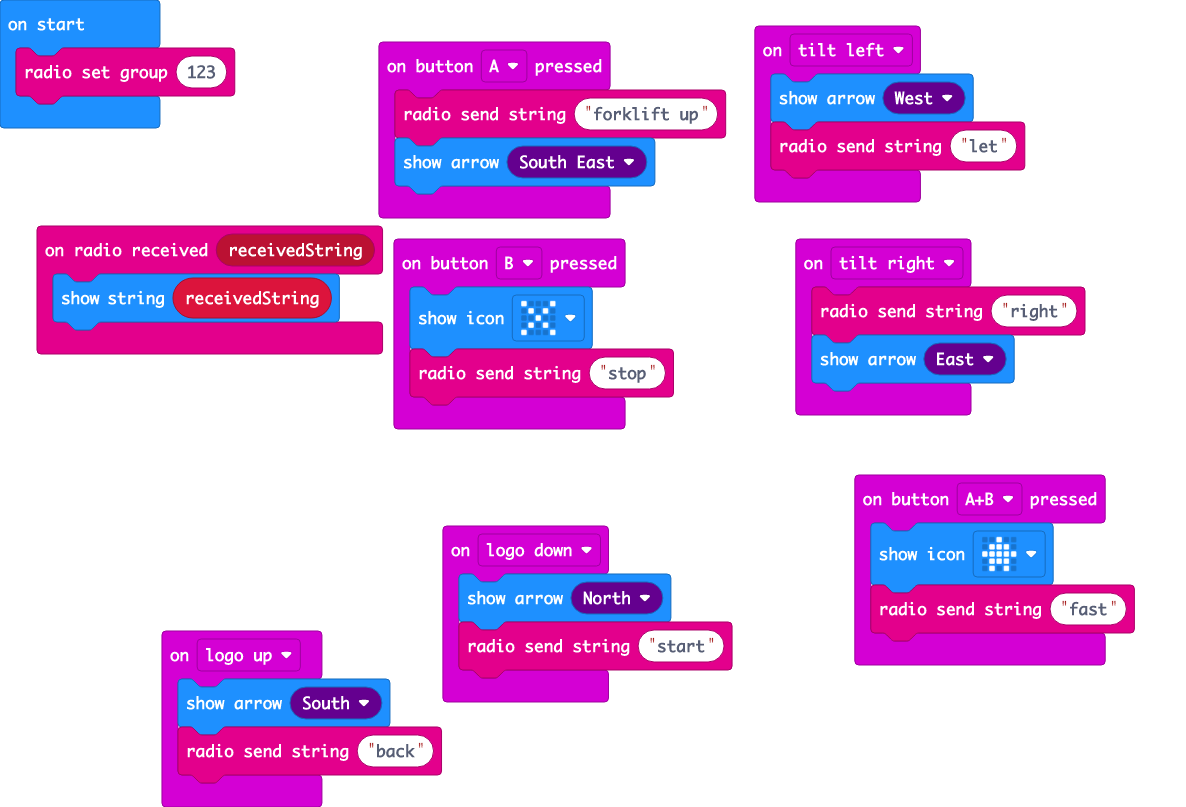 on start
radio set group 123
on button A pressed
radio send string "forklift up"
show arrow South East
on tilt left
show arrow West
radio send string "let"
on radio received receivedString
show string receivedString
on button B pressed
show icon
radio send string "stop"
on tilt right
radio send string "right"
show arrow East
on button A+B pressed
show icon
radio send string "fast"
on logo down
show arrow North
radio send string "start"
on logo up
show arrow South
radio send string "back"